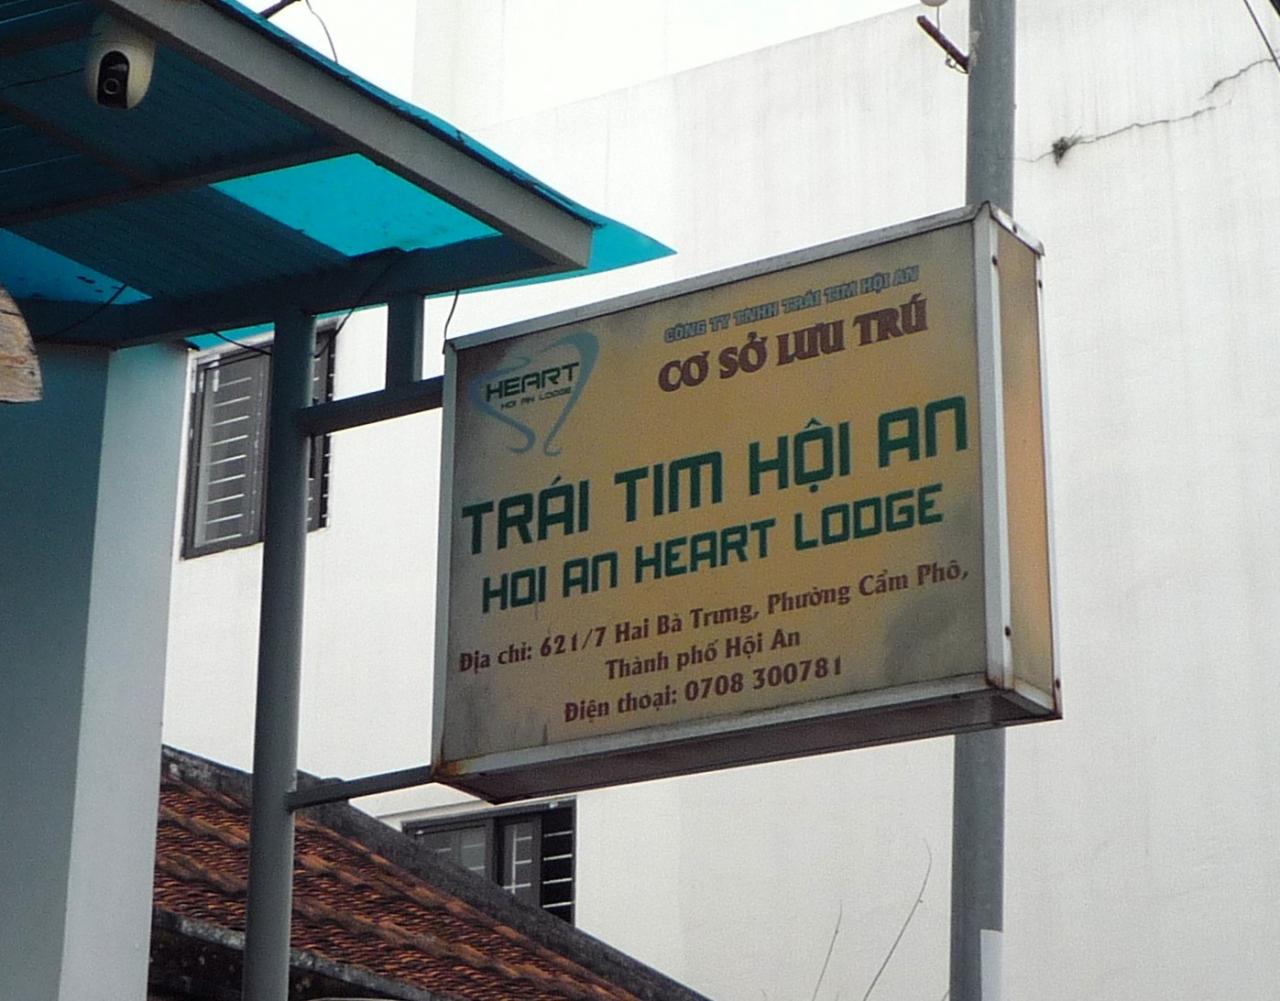 HEART
HOI AN LODGE
CÔNG TY TNHH TRÁI TIM HỘI AN
CƠ SỞ LƯU TRÚ
TRÁI TIM HỘI AN
HOI AN HEART LODGE
Địa chỉ: 621/7 Hai Bà Trưng, Phường Cẩm Phô,
Thành phố Hội An
Điện thoại: 0708 300781